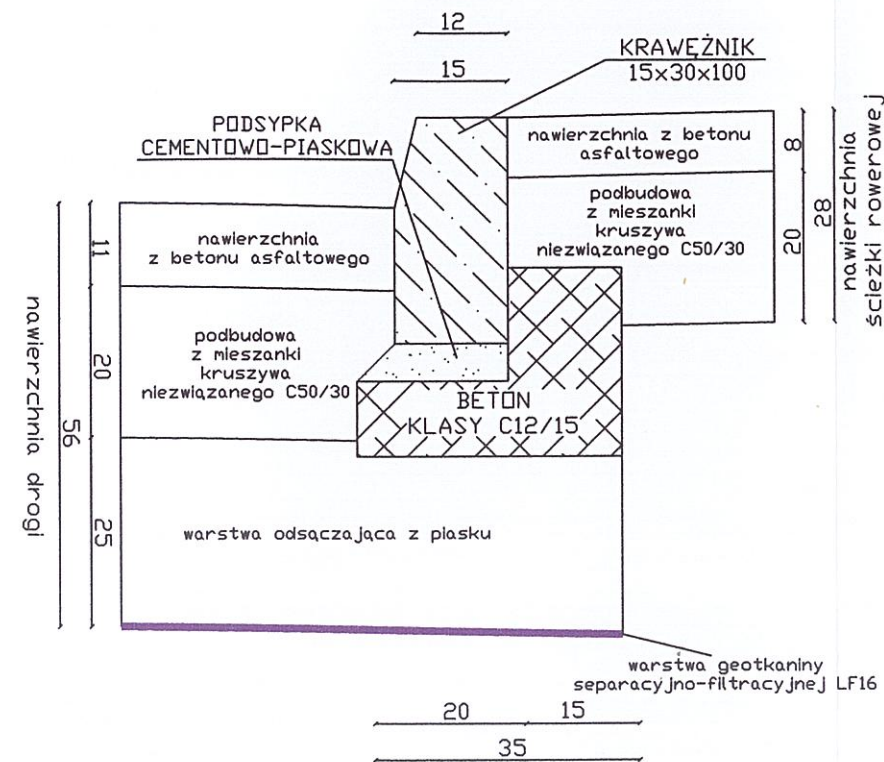 12
15
KRAWĘŻNIK
15x30x100
PODSYPKA
CEMENTOWO-PIASKOWA
nawierzchnia z betonu
asfaltowego
8
podbudowa
z mieszanki
kruszywa
niezwiązanego C50/30
20
28
nawierzchnia
ścieżki rowerowej
nawierzchnia
z betonu asfaltowego
11
podbudowa
z mieszanki
kruszywa
niezwiązanego C50/30
20
56
nawierzchnia drogi
BETON
KLASY C12/15
25
warstwa odsączająca z piasku
warstwa geotkaniny
separacyjno-filtracyjnej LF16
20
15
35